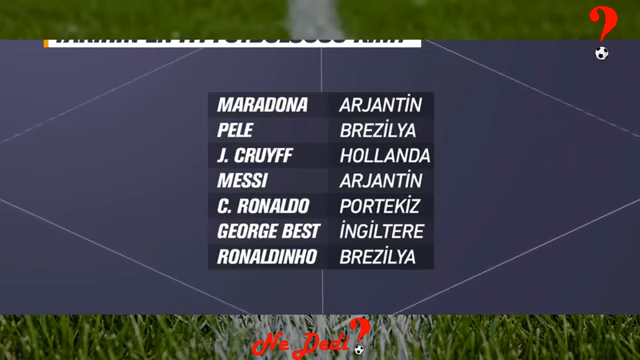 MARADONA ARJANTİN
PELE BREZİLYA
J. CRUYFF HOLLANDA
MESSI ARJANTİN
C. RONALDO PORTEKİZ
GEORGE BEST İNGİLTERE
RONALDINHO BREZİLYA
Ne Dedi?